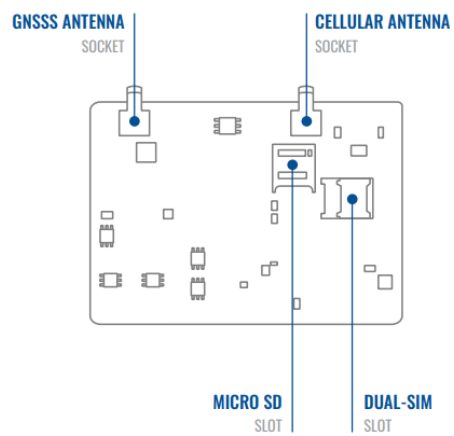 GNSSS ANTENNA
SOCKET
CELLULAR ANTENNA
SOCKET
MICRO SD
SLOT
DUAL-SIM
SLOT